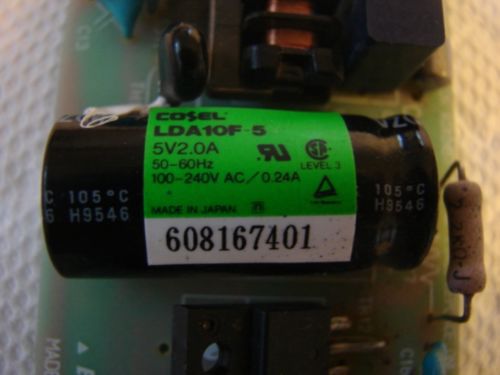 COSEL
LDA10F-5
5V2.0A
50-60Hz
100-240V AC/0.24A
LEVEL 3
MADE IN JAPAN
608167401
105°C
H9546
105°C
H9546
C13